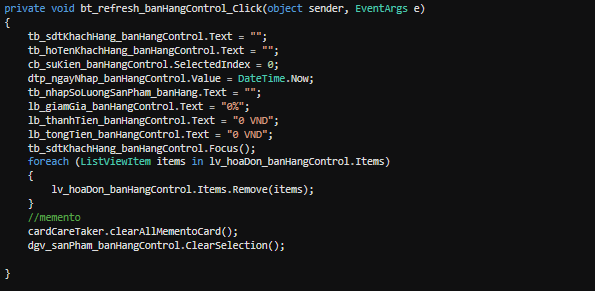 private void bt_refresh_banHangControl_Click(object sender, EventArgs e)
{
    tb_sdtKhachHang_banHangControl.Text = "";
    tb_hoTenKhachHang_banHangControl.Text = "";
    cb_suKien_banHangControl.SelectedIndex = 0;
    dtp_ngayNhap_banHangControl.Value = DateTime.Now;
    tb_nhapSoLuongSanPham_banHang.Text = "";
    lb_giamGia_banHangControl.Text = "0%";
    lb_thanhTien_banHangControl.Text = "0 VND";
    lb_tongTien_banHangControl.Text = "0 VND";
    tb_sdtKhachHang_banHangControl.Focus();
    foreach (ListViewItem items in lv_hoaDon_banHangControl.Items)
    {
        lv_hoaDon_banHangControl.Items.Remove(items);
    }
    //memento
    cardCareTaker.clearAllMementoCard();
    dgv_sanPham_banHangControl.ClearSelection();
}